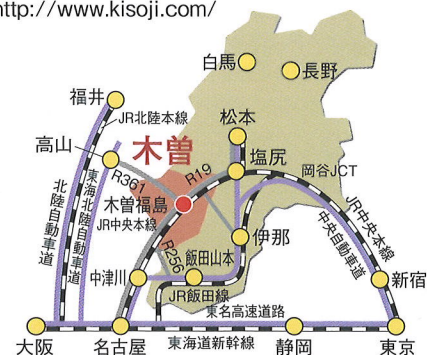 http://www.kisoji.com/
白馬
長野
福井
JR北陸本線
松本
高山
木曽
塩尻
岡谷JCT
R19
R361
木曽福島
JR中央本線
JR中央本線
中央自動車道
東海北陸自動車道
北陸自動車道
伊那
R256
飯田山本
中津川
JR飯田線
新宿
東名高速道路
大阪
名古屋
東海道新幹線
静岡
東京